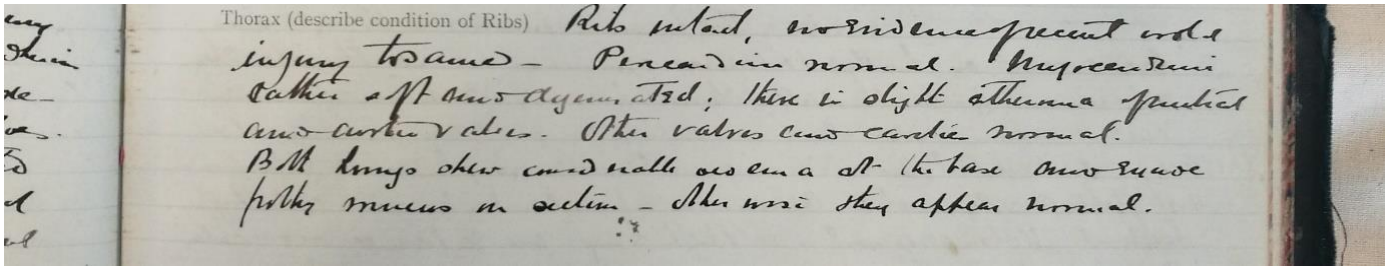 Thorax (describe condition of Ribs) Ribs intact, no evidence of recent or old
injury to same – Pericardium normal. Myocardium
rather soft and degenerated; there is slight atheroma of mitral
and aortic valves. Other valves and cardiac normal.
Both lungs shew considerable oedema at the base and exude
frothy mucus on section – otherwise they appear normal.